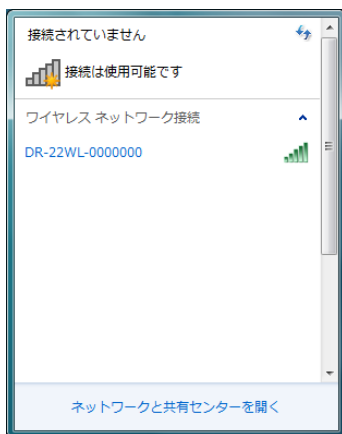 接続されていません
接続は使用可能です
ワイヤレス ネットワーク接続
DR-22WL-0000000
ネットワークと共有センターを開く